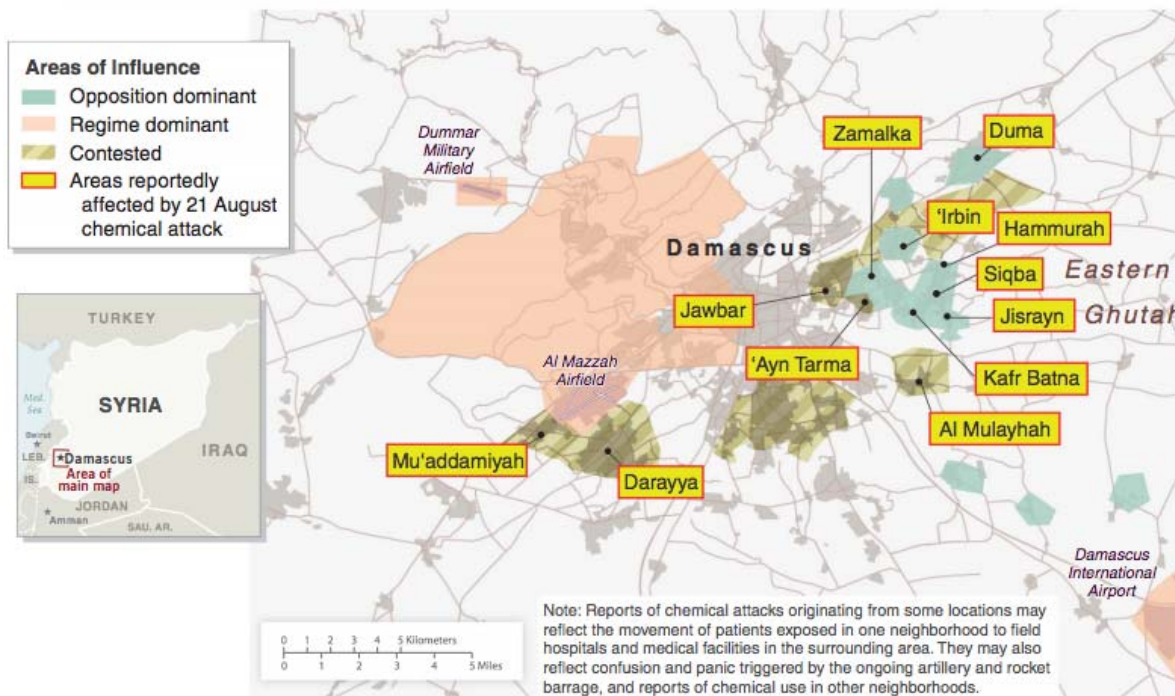 Areas of Influence
Opposition dominant
Regime dominant
Contested
Areas reportedly
affected by 21 August
chemical attack
Dummar
Military
Airfield
Zamalka
Duma
'Irbin
Hammurah
Damascus
Siqba
Eastern
Ghutah
Jawbar
Jisrayn
'Ayn Tarma
Al Mazzah
Airfield
Kafr Batna
Al Mulayhah
Mu'addamiyah
Darayya
TURKEY
Med.
Sea
SYRIA
Beirut
LEB.
Damascus
IRAQ
IS.
Area of
main map
JORDAN
Amman
SAU. AR.
Damascus
International
Airport
0 1 2 3 4 5 Kilometers
0 1 2 3 4 5 Miles
Note: Reports of chemical attacks originating from some locations may
reflect the movement of patients exposed in one neighborhood to field
hospitals and medical facilities in the surrounding area. They may also
reflect confusion and panic triggered by the ongoing artillery and rocket
barrage, and reports of chemical use in other neighborhoods.